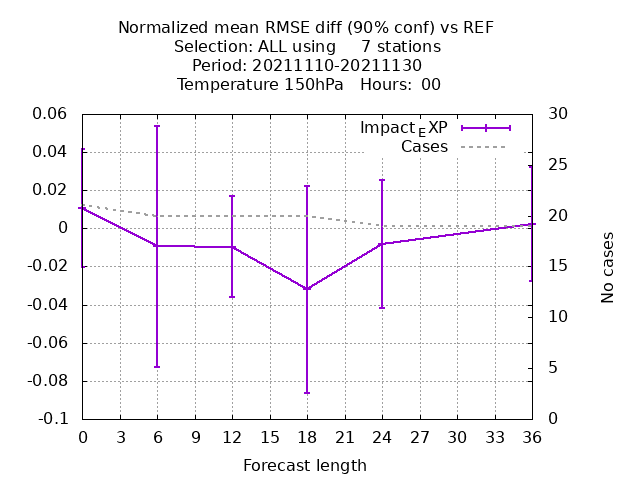 Normalized mean RMSE diff (90% conf) vs REF
Selection: ALL using     7 stations
Period: 20211110-20211130
Temperature 150hPa   Hours: 00
Impact_EXP
Cases
0.06
0.04
0.02
0
-0.02
-0.04
-0.06
-0.08
-0.1
30
25
20
15
10
5
0
No cases
0 3 6 9 12 15 18 21 24 27 30 33 36
Forecast length